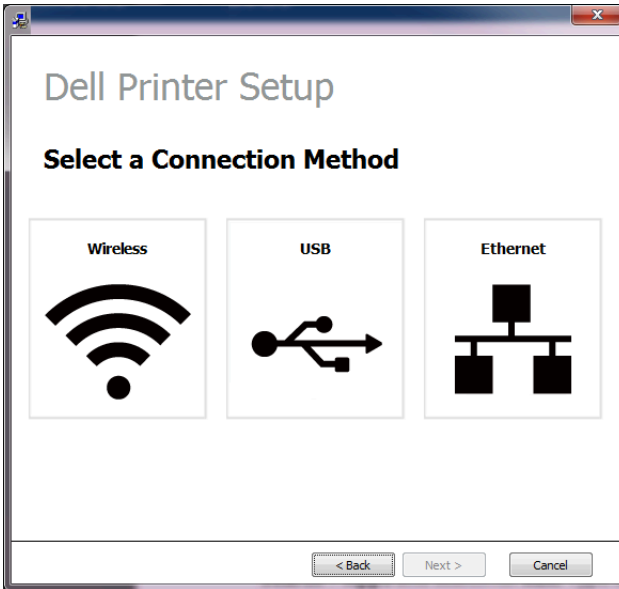 Dell Printer Setup
Select a Connection Method
Wireless USB Ethernet
< Back Next > Cancel